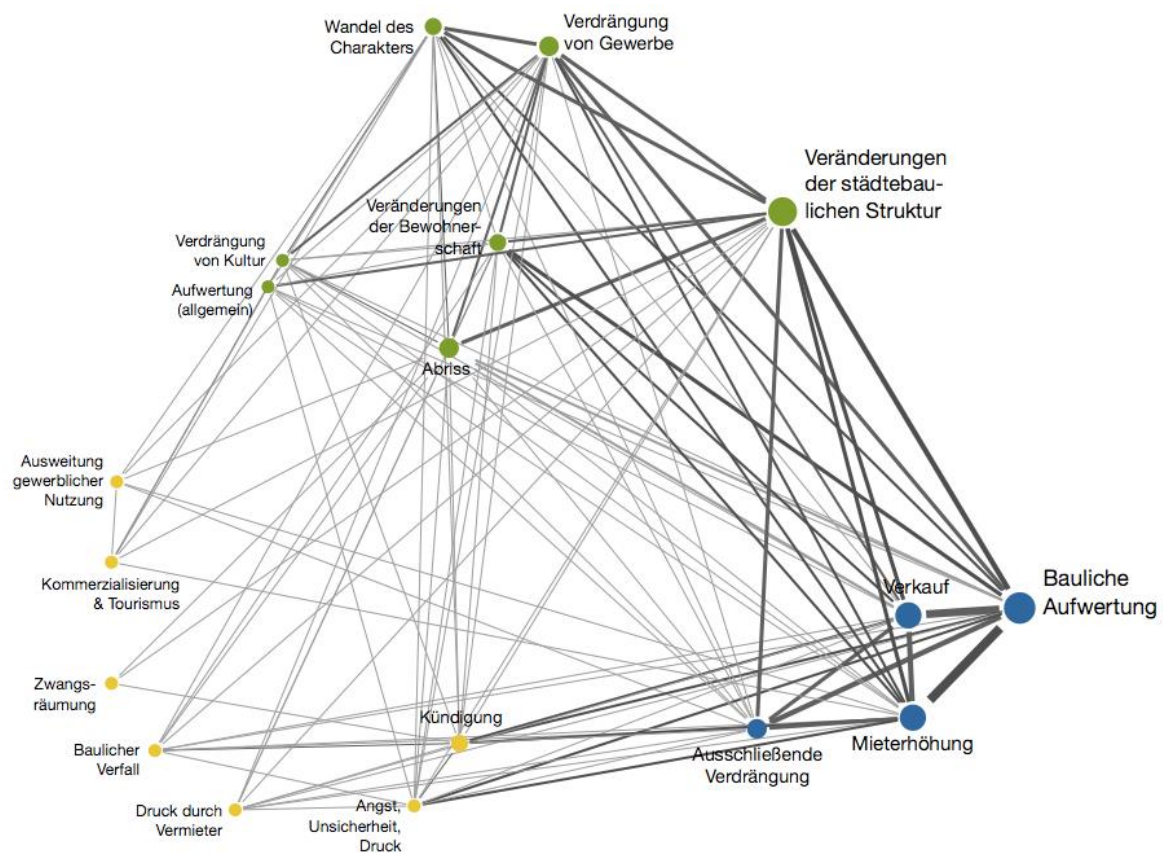 Wandel des
Charakters
Verdrängung
von Gewerbe
Veränderungen
der städtebau-
lichen Struktur
Veränderungen
der Bewohner-
schaft
Verdrängung
von Kultur
Aufwertung
(allgemein)
Abriss
Ausweitung
gewerblicher
Nutzung
Kommerzialisierung
& Tourismus
Verkauf
Bauliche
Aufwertung
Zwangs-
räumung
Kündigung
Mieterhöhung
Baulicher
Verfall
Ausschließende
Verdrängung
Druck durch
Vermieter
Angst,
Unsicherheit,
Druck